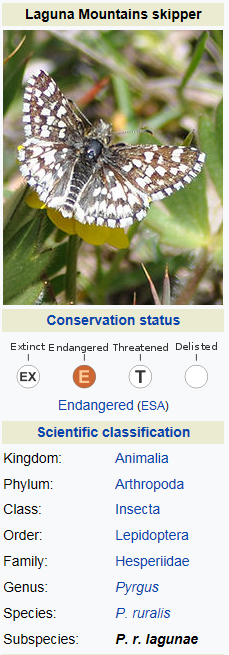 Laguna Mountains skipper
Conservation status
Extinct Endangered Threatened Delisted
EX E T
Endangered (ESA)
Scientific classification
Kingdom: Animalia
Phylum: Arthropoda
Class: Insecta
Order: Lepidoptera
Family: Hesperiidae
Genus: Pyrgus
Species: P. ruralis
Subspecies: P. r. lagunae